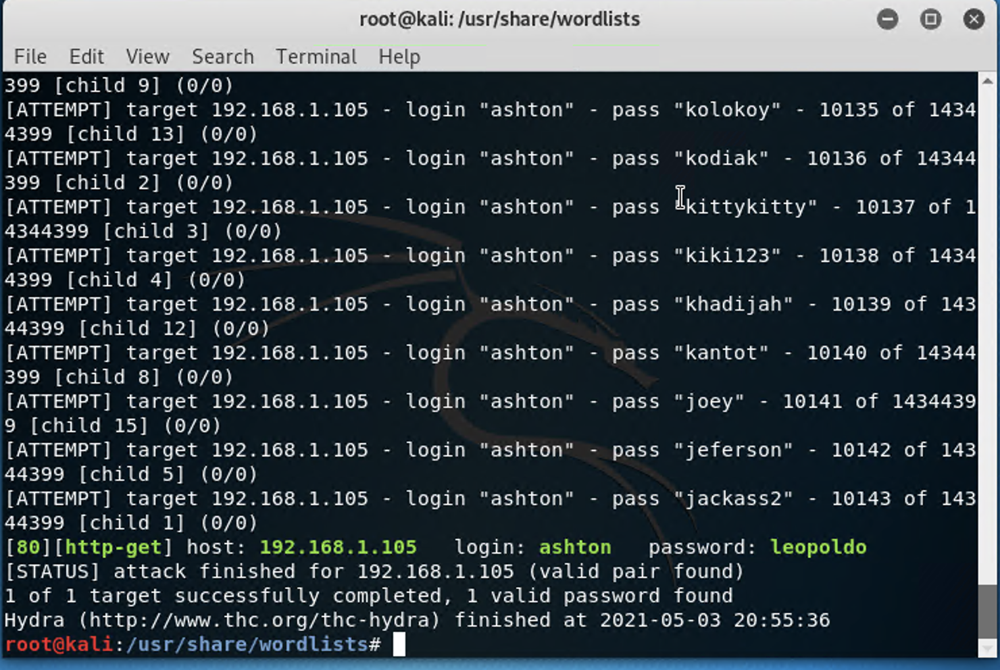 root@kali: /usr/share/wordlists
File Edit View Search Terminal Help
399 [child 9] (0/0)
[ATTEMPT] target 192.168.1.105 - login "ashton" - pass "kolokoy" - 10135 of 1434
4399 [child 13] (0/0)
[ATTEMPT] target 192.168.1.105 - login "ashton" - pass "kodiak" - 10136 of 14344
399 [child 2] (0/0)
[ATTEMPT] target 192.168.1.105 - login "ashton" - pass "kittykitty" - 10137 of 1
4344399 [child 3] (0/0)
[ATTEMPT] target 192.168.1.105 - login "ashton" - pass "kiki123" - 10138 of 1434
4399 [child 4] (0/0)
[ATTEMPT] target 192.168.1.105 - login "ashton" - pass "khadijah" - 10139 of 143
44399 [child 12] (0/0)
[ATTEMPT] target 192.168.1.105 - login "ashton" - pass "kantot" - 10140 of 14344
399 [child 8] (0/0)
[ATTEMPT] target 192.168.1.105 - login "ashton" - pass "joey" - 10141 of 1434439
9 [child 15] (0/0)
[ATTEMPT] target 192.168.1.105 - login "ashton" - pass "jeferson" - 10142 of 143
44399 [child 5] (0/0)
[ATTEMPT] target 192.168.1.105 - login "ashton" - pass "jackass2" - 10143 of 143
44399 [child 1] (0/0)
[80][http-get] host: 192.168.1.105   login: ashton   password: leopoldo
[STATUS] attack finished for 192.168.1.105 (valid pair found)
1 of 1 target successfully completed, 1 valid password found
Hydra (http://www.thc.org/thc-hydra) finished at 2021-05-03 20:55:36
root@kali:/usr/share/wordlists#